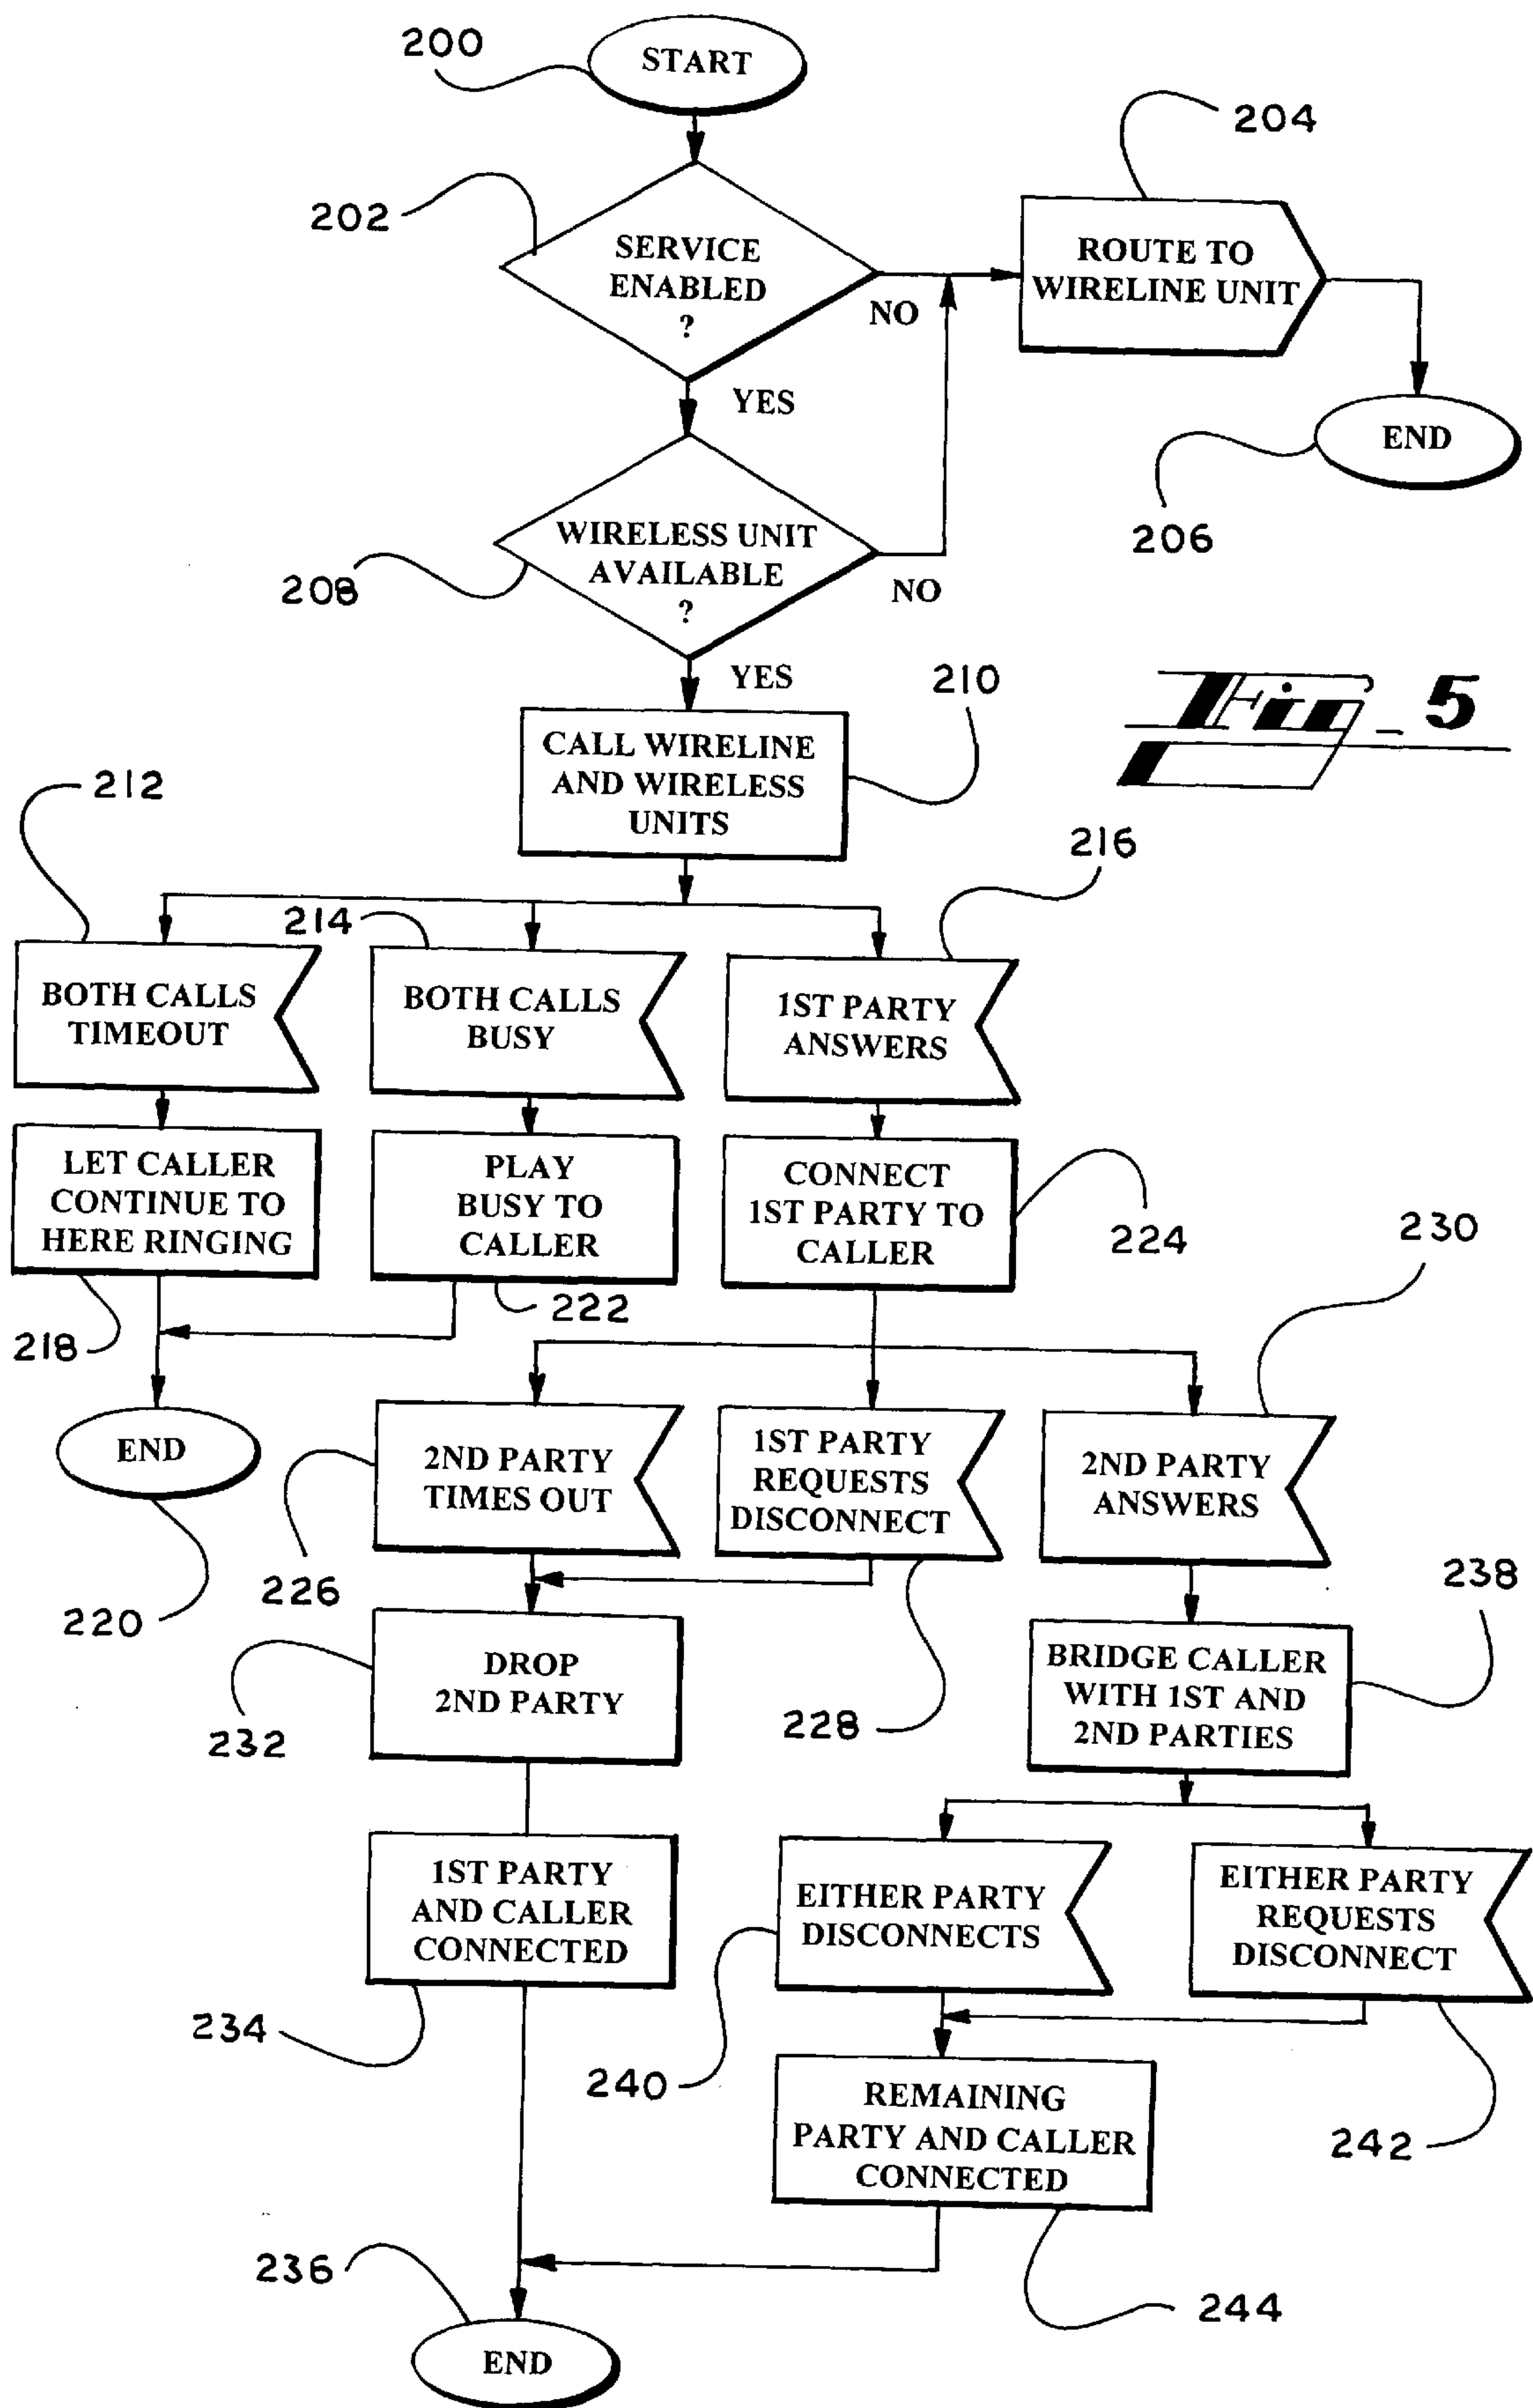 200
START
204
202
SERVICE
ENABLED
?
ROUTE TO
WIRELINE UNIT
NO
YES
END
206
WIRELESS UNIT
AVAILABLE
?
208
NO
YES
210
Fig_5
CALL WIRELINE
AND WIRELESS
UNITS
212
216
214
BOTH CALLS
TIMEOUT
BOTH CALLS
BUSY
1ST PARTY
ANSWERS
LET CALLER
CONTINUE TO
HERE RINGING
PLAY
BUSY TO
CALLER
CONNECT
1ST PARTY TO
CALLER
224
230
222
218
END
2ND PARTY
TIMES OUT
1ST PARTY
REQUESTS
DISCONNECT
2ND PARTY
ANSWERS
226
220
238
DROP
2ND PARTY
BRIDGE CALLER
WITH 1ST AND
2ND PARTIES
232
228
1ST PARTY
AND CALLER
CONNECTED
EITHER PARTY
DISCONNECTS
EITHER PARTY
REQUESTS
DISCONNECT
234
240
REMAINING
PARTY AND CALLER
CONNECTED
242
236
244
END